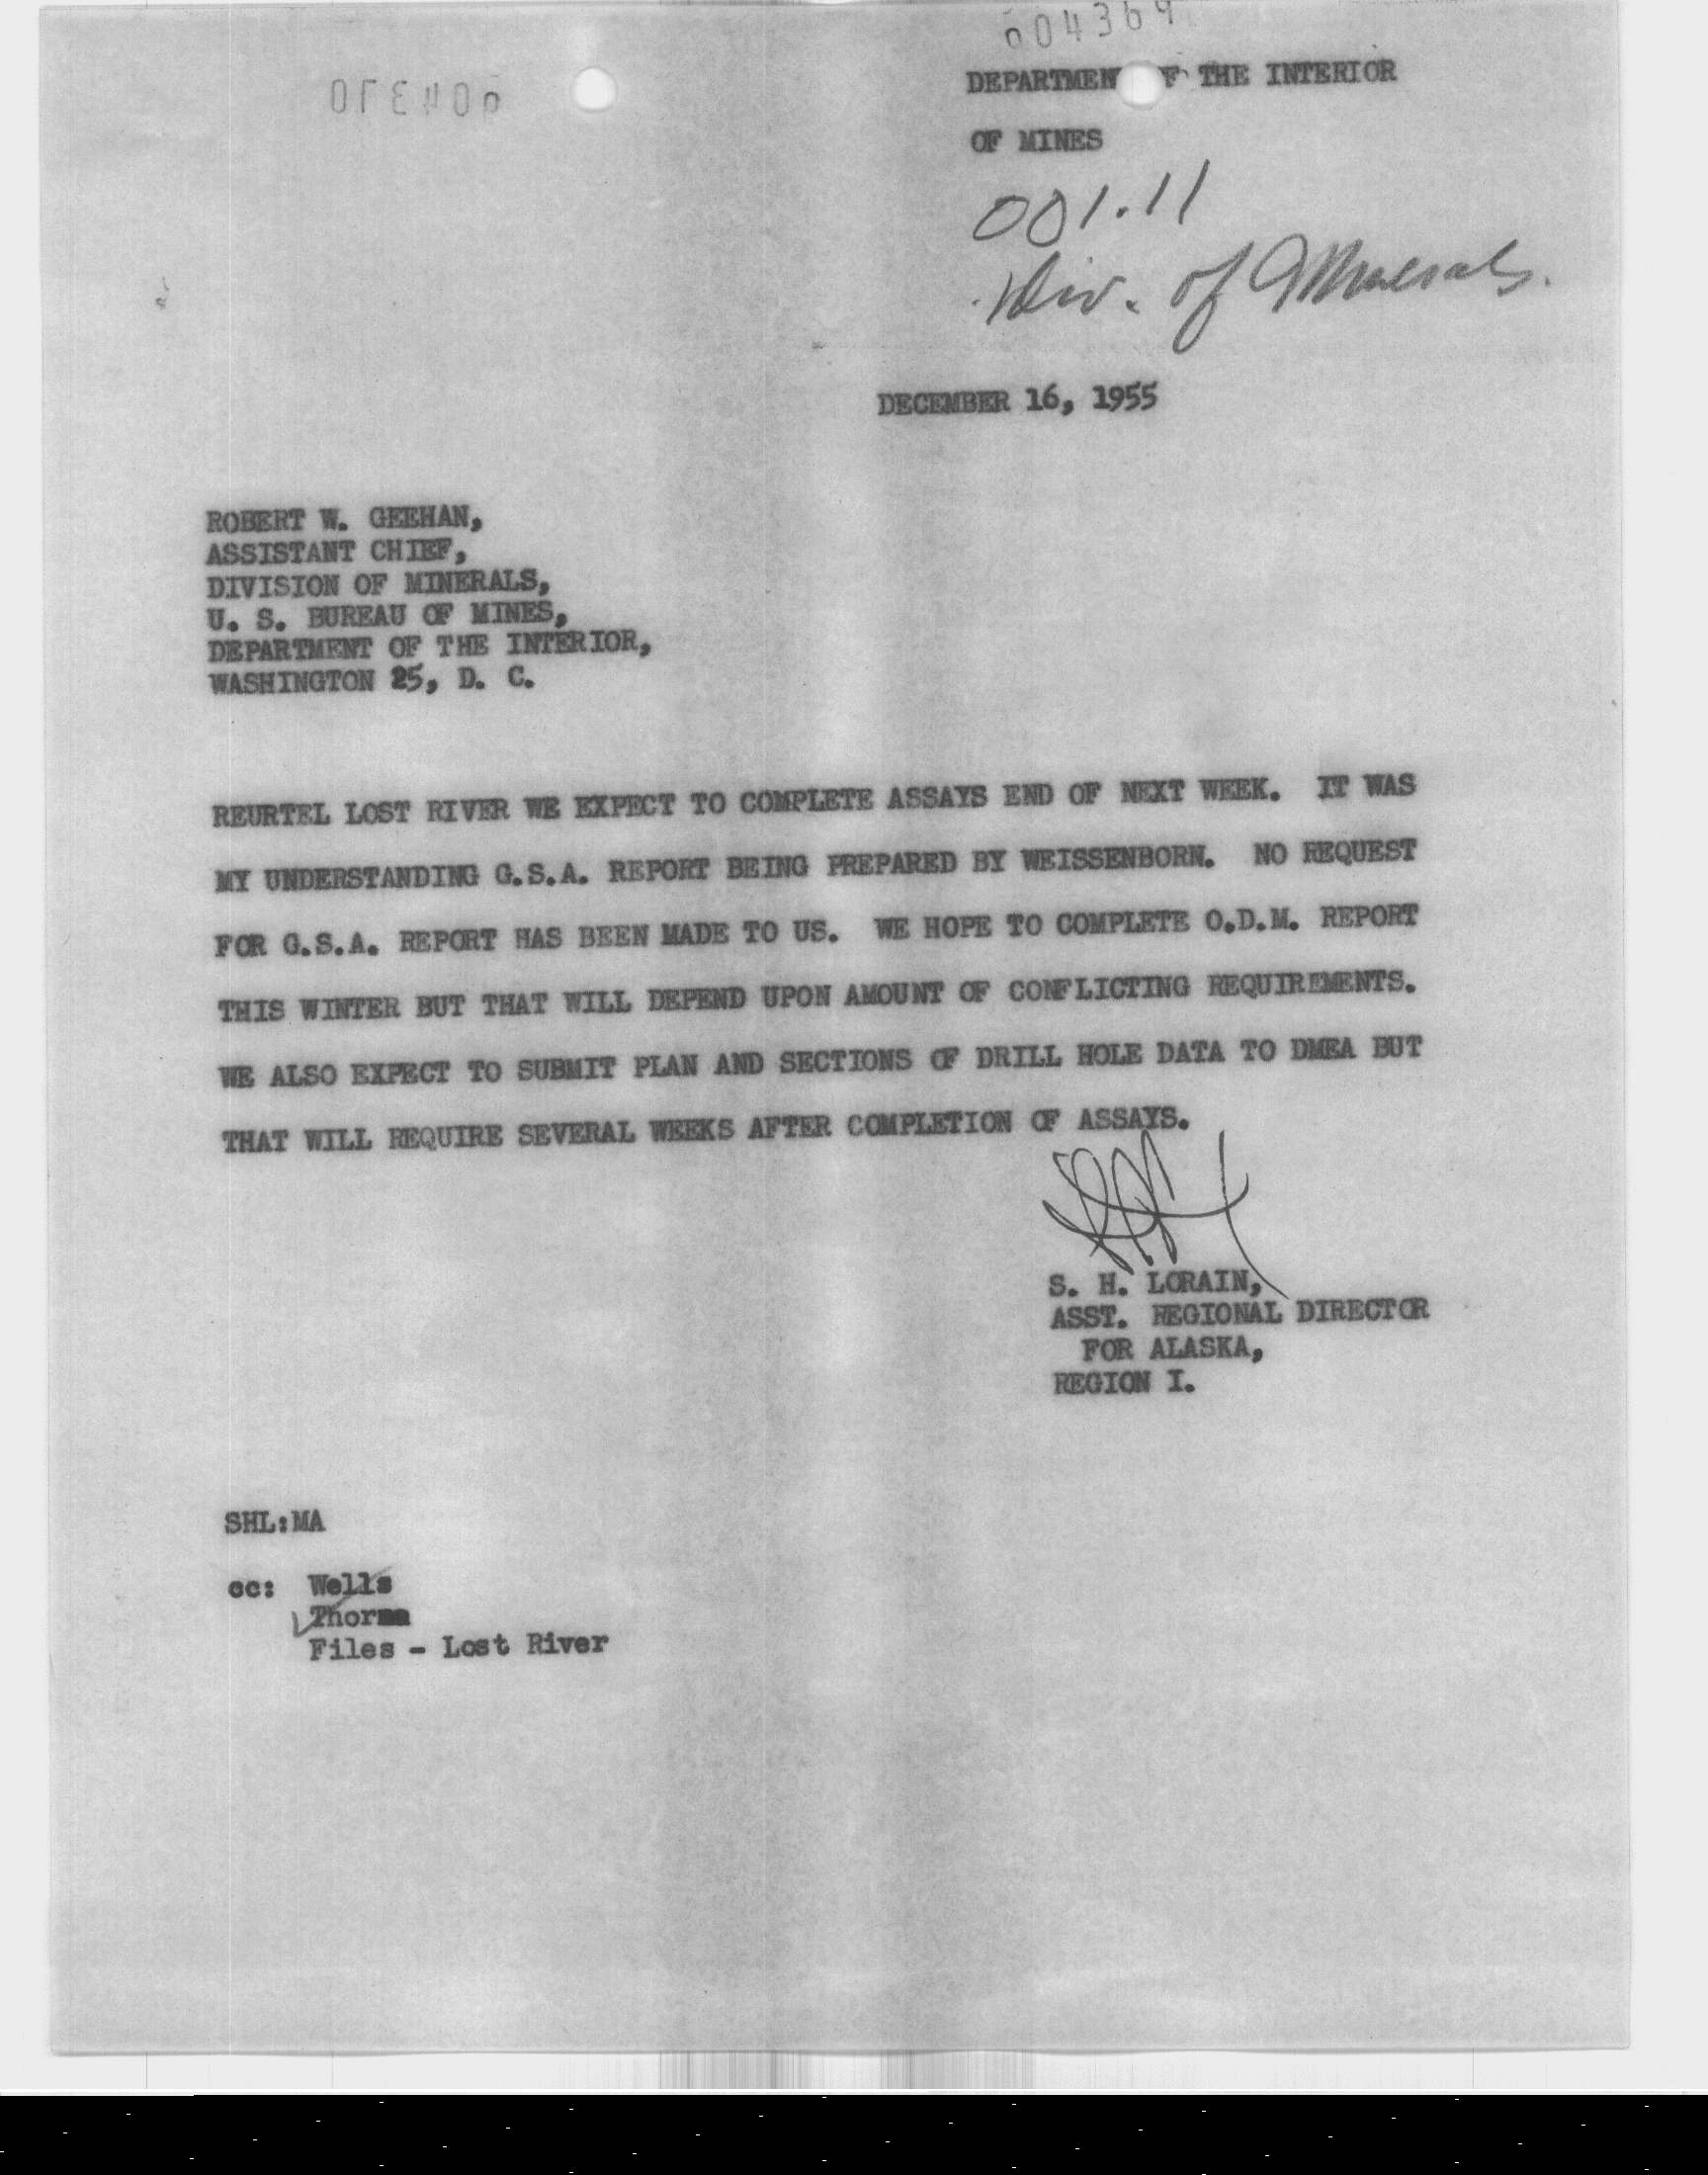 004369
004310
DEPARTMEN F THE INTERIOR
OF MINES
001.11
Div. of Minerals.
DECEMBER 16, 1955
ROBERT W. GEEHAN,
ASSISTANT CHIEF,
DIVISION OF MINERALS,
U. S. BUREAU OF MINES,
DEPARTMENT OF THE INTERIOR,
WASHINGTON 25, D. C.
REURTEL LOST RIVER WE EXPECT TO COMPLETE ASSAYS END OF NEXT WEEK. IT WAS
MY UNDERSTANDING G.S.A. REPORT BEING PREPARED BY WEISSENBORN. NO REQUEST
FOR G.S.A. REPORT HAS BEEN MADE TO US. WE HOPE TO COMPLETE O.D.M. REPORT
THIS WINTER BUT THAT WILL DEPEND UPON AMOUNT OF CONFLICTING REQUIREMENTS.
WE ALSO EXPECT TO SUBMIT PLAN AND SECTIONS OF DRILL HOLE DATA TO DMEA BUT
THAT WILL REQUIRE SEVERAL WEEKS AFTER COMPLETION OF ASSAYS.
S. H. LORAIN,
ASST. REGIONAL DIRECTOR
FOR ALASKA,
REGION I.
SHL:MA
cc: Wells
Thorne
Files - Lost River